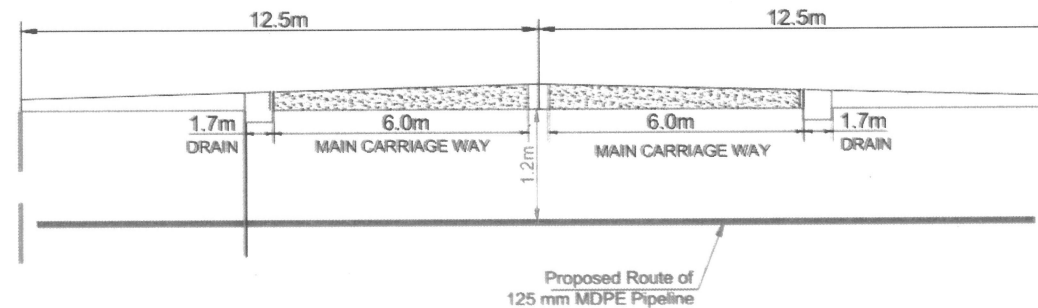 12.5m
12.5m
1.7m
DRAIN
6.0m
MAIN CARRIAGE WAY
1.2m
6.0m
MAIN CARRIAGE WAY
1.7m
DRAIN
Proposed Route of
125 mm MDPE Pipeline